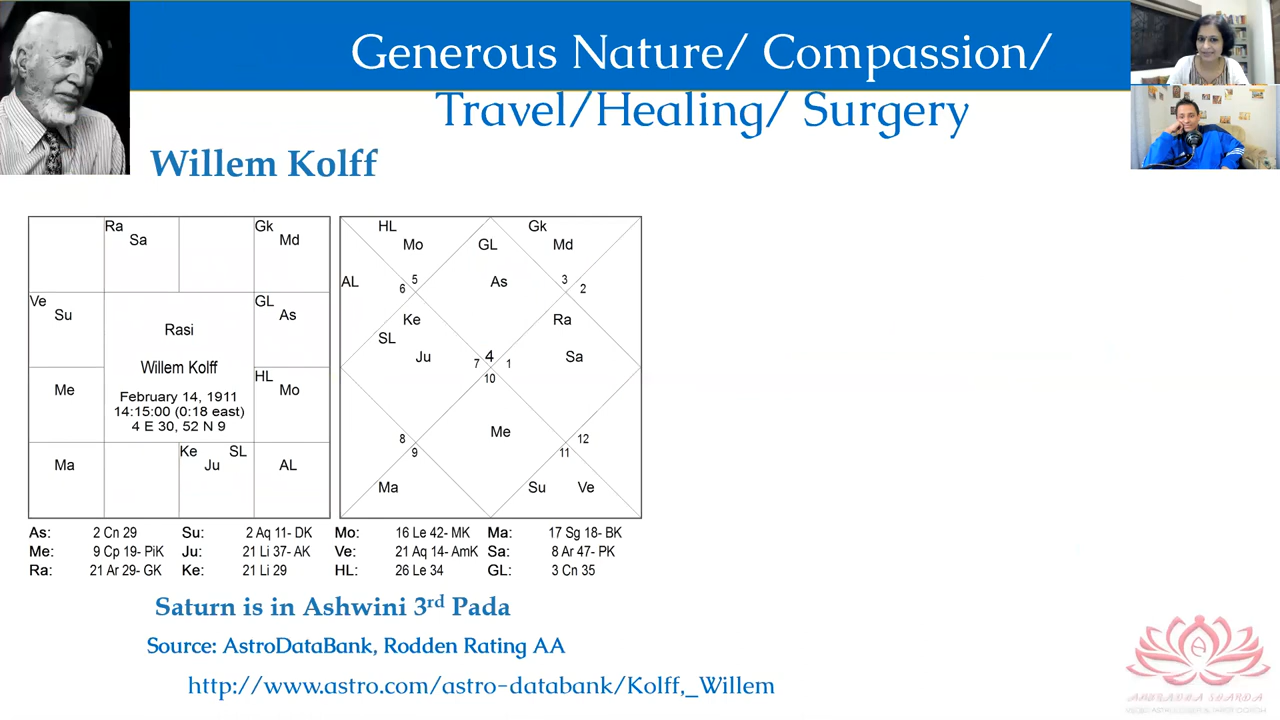 Generous Nature/ Compassion/
Travel/Healing/ Surgery
Willem Kolff
Ra
Sa
Gk
Md
Ve
Su
GL
As
Rasi
Willem Kolff
February 14, 1911
14:15:00 (0:18 east)
4 E 30, 52 N 9
Me
HL
Mo
Ma
Ke SL
Ju
AL
HL
Mo
GL
Gk
Md
AL
5
6
As
3
2
Ke
SL
Ju
Ra
Sa
4
7 1
10
8
9
Me
12
11
Ma
Su Ve
As: 2 Cn 29 Su: 2 Aq 11- DK Mo: 16 Le 42- MK Ma: 17 Sg 18- BK
Me: 9 Cp 19- PiK Ju: 21 Li 37- AK Ve: 21 Aq 14- AmK Sa: 8 Ar 47- PK
Ra: 21 Ar 29- GK Ke: 21 Li 29 HL: 26 Le 34 GL: 3 Cn 35
Saturn is in Ashwini 3rd Pada
Source: AstroDataBank, Rodden Rating AA
http://www.astro.com/astro-databank/Kolff,_Willem